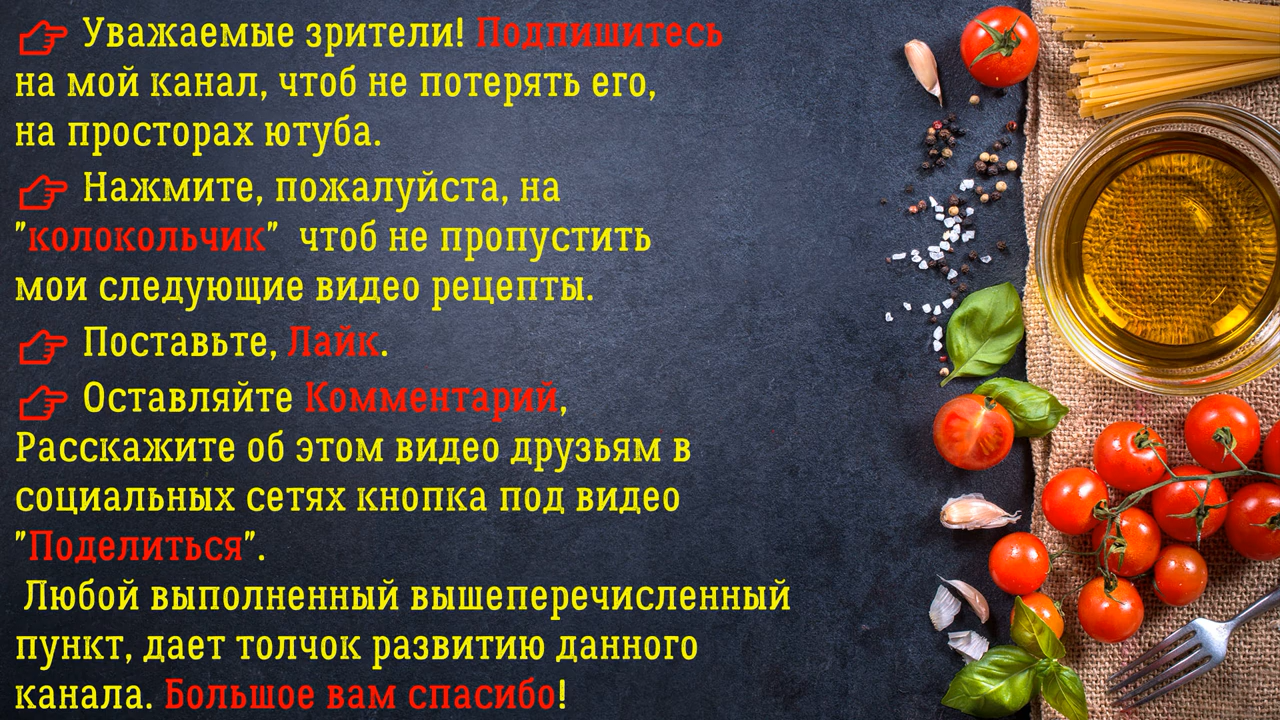 Уважаемые зрители! Подпишитесь
на мой канал, чтоб не потерять его,
на просторах ютуба.
Нажмите, пожалуйста, на
"колокольчик" чтоб не пропустить
мои следующие видео рецепты.
Поставьте, Лайк.
Оставляйте Комментарий,
Расскажите об этом видео друзьям в
социальных сетях кнопка под видео
"Поделиться".
Любой выполненный вышеперечисленный
пункт, дает толчок развитию данного
канала. Большое вам спасибо!